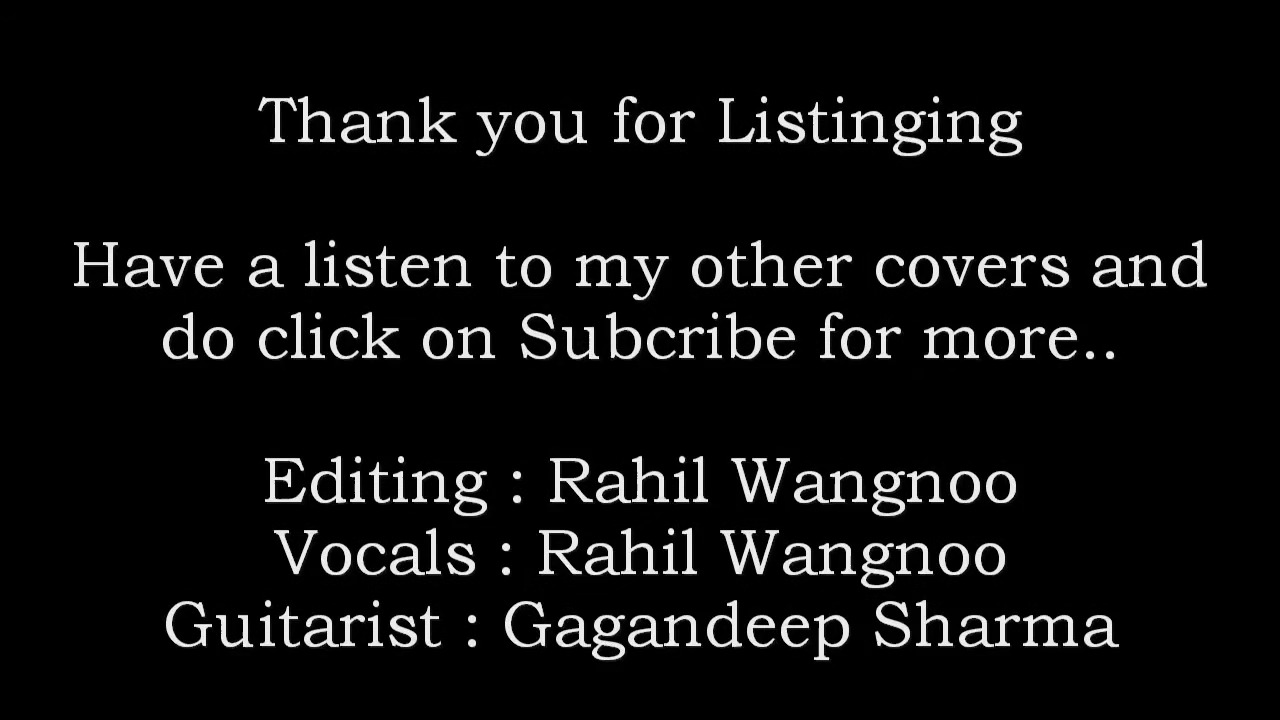 Thank you for Listinging
Have a listen to my other covers and
do click on Subcribe for more..
Editing : Rahil Wangnoo
Vocals : Rahil Wangnoo
Guitarist : Gagandeep Sharma